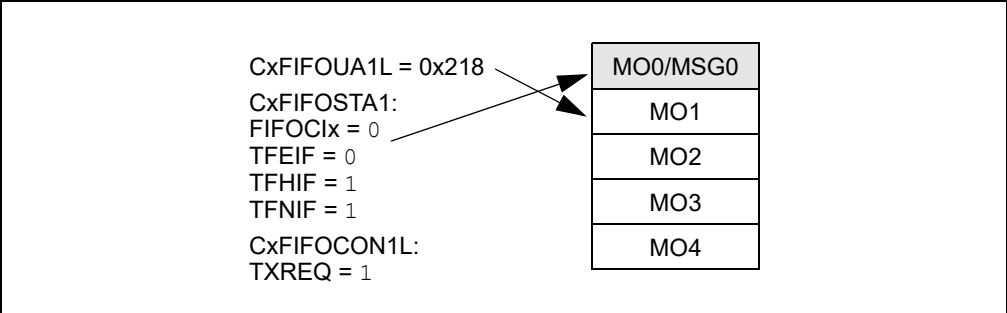 CxFIFOUA1L = 0x218
CxFIFOSTA1:
FIFOCIx = 0
TFEIF = 0
TFHIF = 1
TFNIF = 1
CxFIFOCON1L:
TXREQ = 1
MO0/MSG0
MO1
MO2
MO3
MO4